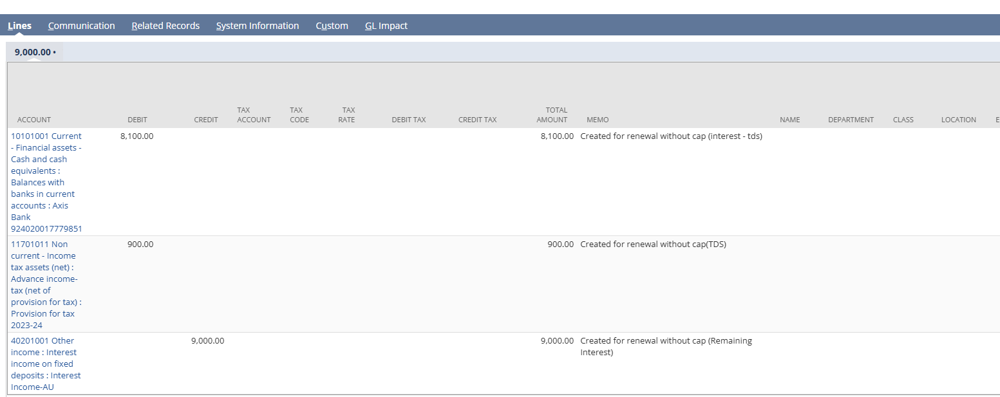 Lines Communication Related Records System Information Custom GL Impact
9,000.00 •
ACCOUNT DEBIT CREDIT TAX ACCOUNT TAX CODE TAX RATE DEBIT TAX CREDIT TAX TOTAL AMOUNT MEMO NAME DEPARTMENT CLASS LOCATION E
10101001 Current 8,100.00 8,100.00 Created for renewal without cap (interest - tds)
- Financial assets -
Cash and cash
equivalents :
Balances with
banks in current
accounts : Axis
Bank
924020017779851
11701011 Non 900.00 900.00 Created for renewal without cap(TDS)
current - Income
tax assets (net) :
Advance income-
tax (net of
provision for tax) :
Provision for tax
2023-24
40201001 Other 9,000.00 9,000.00 Created for renewal without cap (Remaining
income : Interest Interest)
income on fixed
deposits : Interest
Income-AU